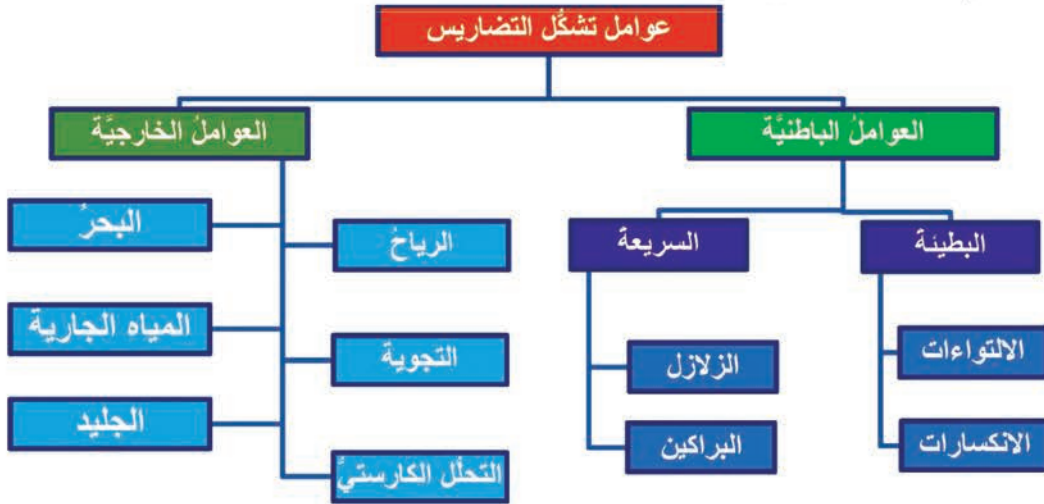 عوامل تشكُّل التضاريس
العواملُ الباطنيَّة
العواملُ الخارجيَّة
البطيئة
السريعة
الالتواءات
الانكسارات
الزلازل
البراكين
الرياحُ
البحرُ
التجوية
المياه الجارية
التحلّل الكارستيَّ
الجليد